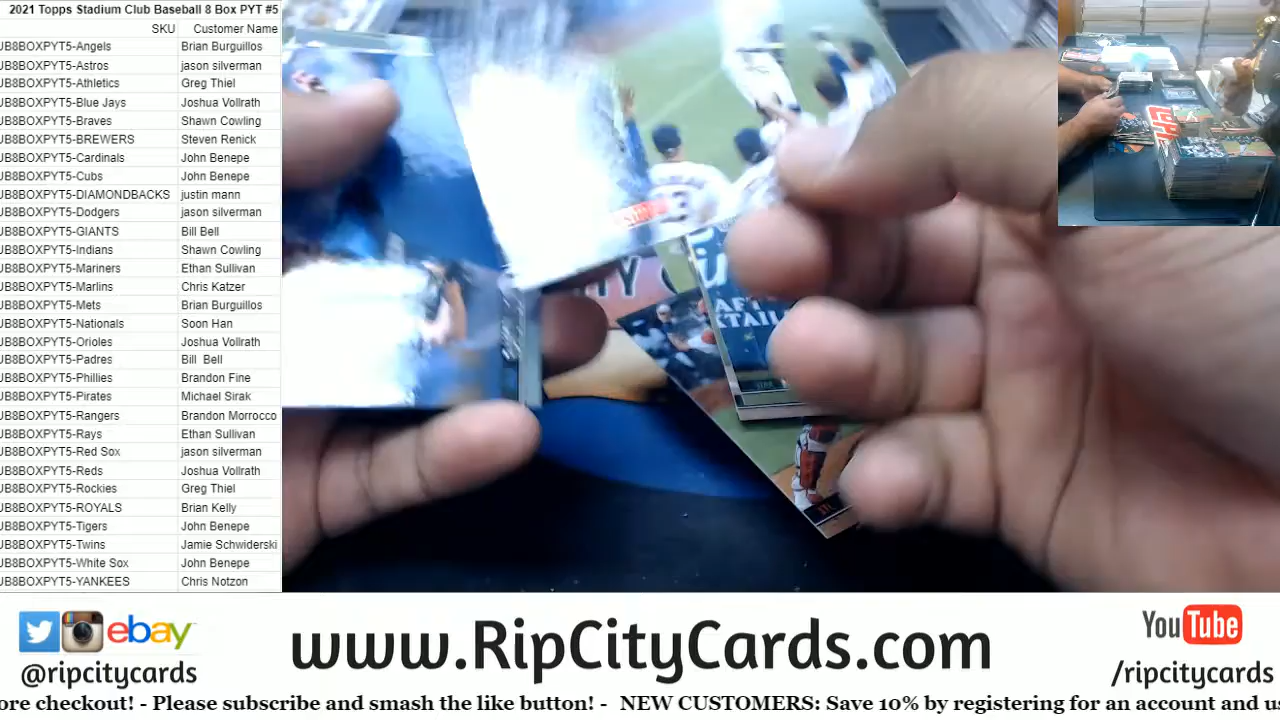 2021 Topps Stadium Club Baseball 8 Box PYT #5
SKU Customer Name
JB8BOXPYT5-Angels Brian Burguillos
JB8BOXPYT5-Astros jason silverman
JB8BOXPYT5-Athletics Greg Thiel
JB8BOXPYT5-Blue Jays Joshua Vollrath
JB8BOXPYT5-Braves Shawn Cowling
JB8BOXPYT5-BREWERS Steven Renick
JB8BOXPYT5-Cardinals John Benepe
JB8BOXPYT5-Cubs John Benepe
JB8BOXPYT5-DIAMONDBACKS justin mann
JB8BOXPYT5-Dodgers jason silverman
JB8BOXPYT5-GIANTS Bill Bell
JB8BOXPYT5-Indians Shawn Cowling
JB8BOXPYT5-Mariners Ethan Sullivan
JB8BOXPYT5-Marlins Chris Katzer
JB8BOXPYT5-Mets Brian Burguillos
JB8BOXPYT5-Nationals Soon Han
JB8BOXPYT5-Orioles Joshua Vollrath
JB8BOXPYT5-Padres Bill Bell
JB8BOXPYT5-Phillies Brandon Fine
JB8BOXPYT5-Pirates Michael Sirak
JB8BOXPYT5-Rangers Brandon Morrocco
JB8BOXPYT5-Rays Ethan Sullivan
JB8BOXPYT5-Red Sox jason silverman
JB8BOXPYT5-Reds Joshua Vollrath
JB8BOXPYT5-Rockies Greg Thiel
JB8BOXPYT5-ROYALS Brian Kelly
JB8BOXPYT5-Tigers John Benepe
JB8BOXPYT5-Twins Jamie Schwiderski
JB8BOXPYT5-White Sox John Benepe
JB8BOXPYT5-YANKEES Chris Notzon
ebay
@ripcitycards
www.RipCityCards.com
YouTube
/ripcitycards
ore checkout! - Please subscribe and smash the like button! - NEW CUSTOMERS: Save 10% by registering for an account and us